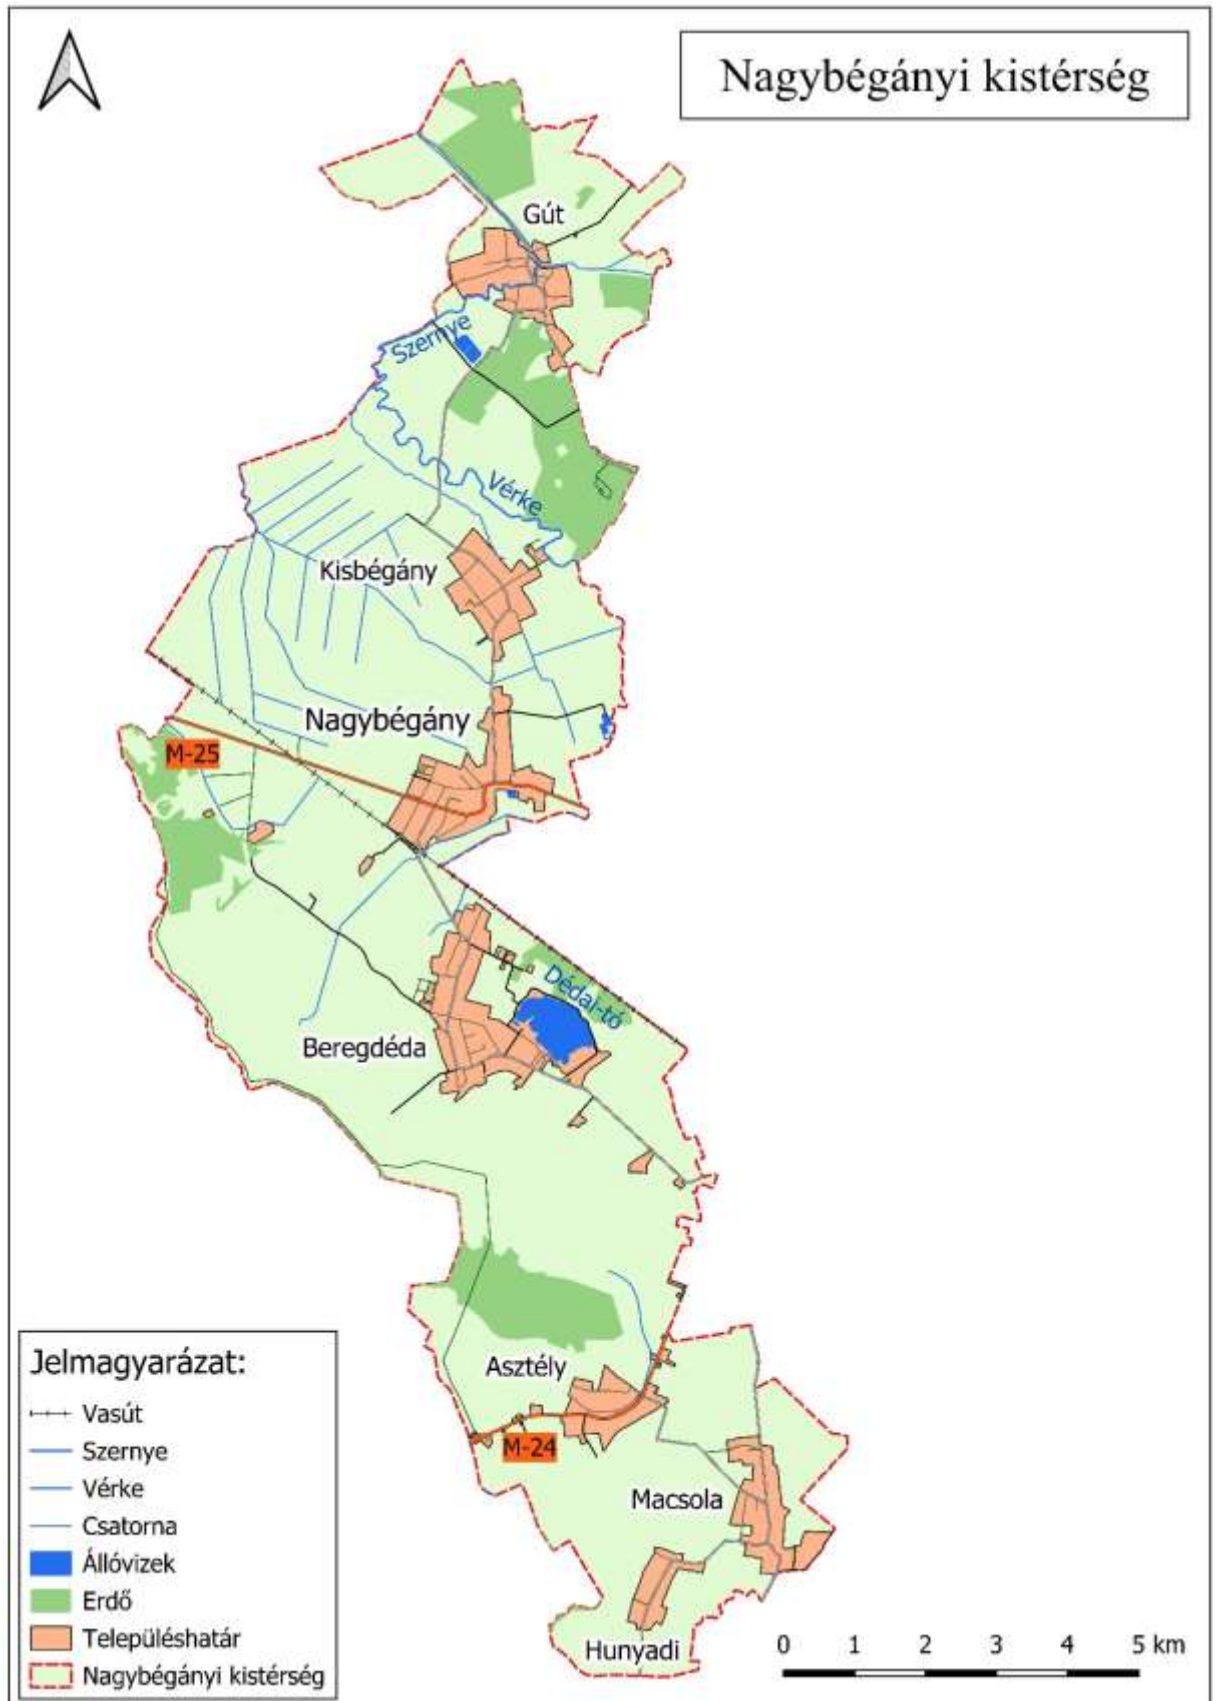 Nagybégányi kistérség
Gút
Szernye
Vérke
Kisbégány
Nagybégány
M-25
Dédai-tó
Beregdéda
Asztély
M-24
Macsola
Hunyadi
Jelmagyarázat:
Vasút
Szernye
Vérke
Csatorna
Állóvizek
Erdő
Településhatár
Nagybégányi kistérség
0 1 2 3 4 5 km